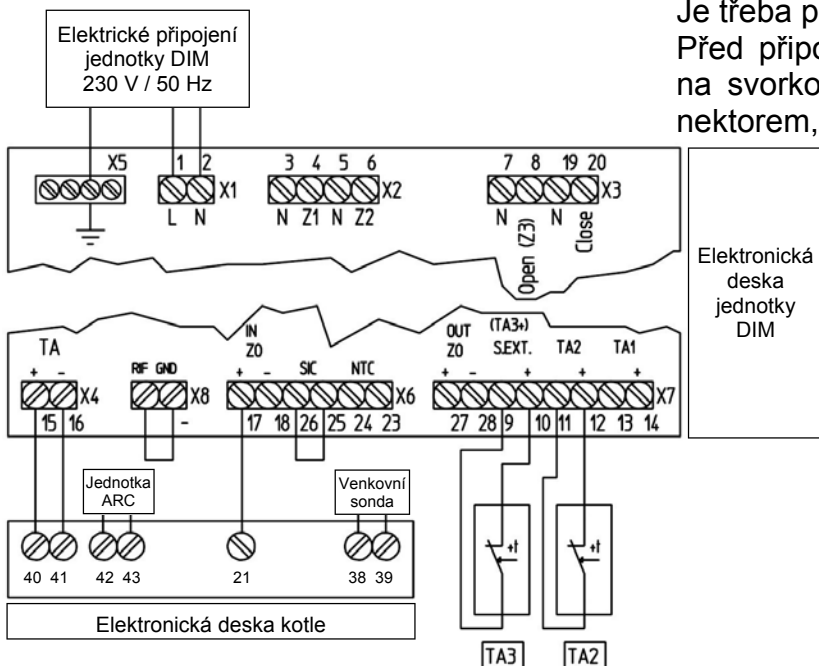 Je třeba p
Před připo
na svorko
nektorem,
Elektrické připojení
jednotky DIM
230 V / 50 Hz
X5 1 2 3 4 5 6 7 8 19 20
X1 X2 X3
L N N Z1 N Z2 N Open (Z3) N Close
Elektronická
deska
jednotky
DIM
TA
IN
Z0
OUT
Z0
(TA3+)
S.EXT. TA2 TA1
RIF GND SIC NTC
+ - + - + - + + +
X4 X8 X6 X7
15 16 - 17 18 26 25 24 23 27 28 9 10 11 12 13 14
Jednotka
ARC
Venkovní
sonda
+t +t
40 41 42 43 21 38 39
Elektronická deska kotle
TA3 TA2